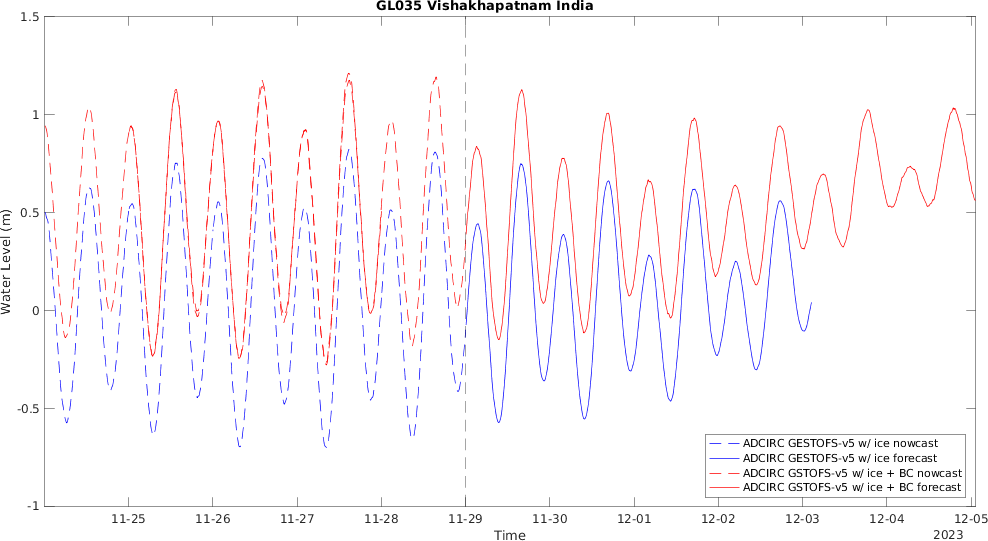 GL035 Vishakhapatnam India
1.5
1
0.5
0
-0.5
-1
Water Level (m)
11-25 11-26 11-27 11-28 11-29 11-30 12-01 12-02 12-03 12-04 12-05
Time
2023
ADCIRC GESTOFS-v5 w/ ice nowcast
ADCIRC GESTOFS-v5 w/ ice forecast
ADCIRC GSTOFS-v5 w/ ice + BC nowcast
ADCIRC GSTOFS-v5 w/ ice + BC forecast